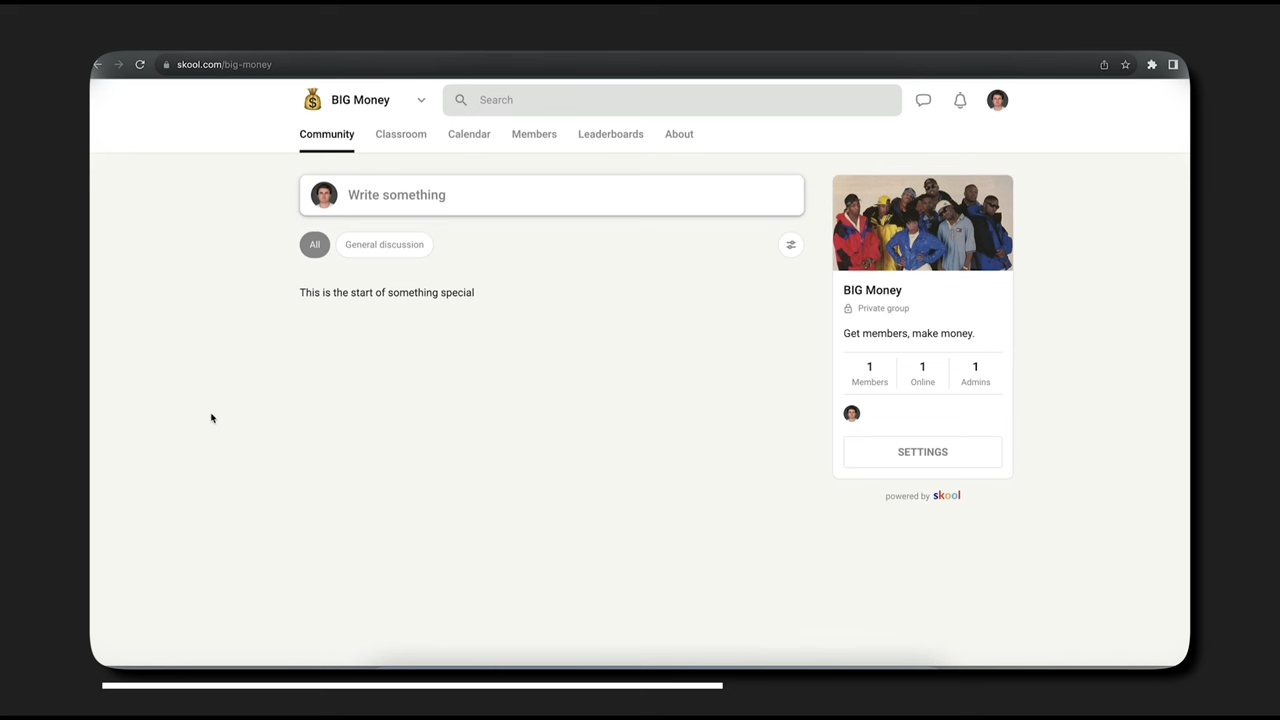 skool.com/big-money
BIG Money
Search
Community
Classroom
Calendar
Members
Leaderboards
About
Write something
All
General discussion
This is the start of something special
BIG Money
Private group
Get members, make money.
1 1 1
Members Online Admins
SETTINGS
powered by skool